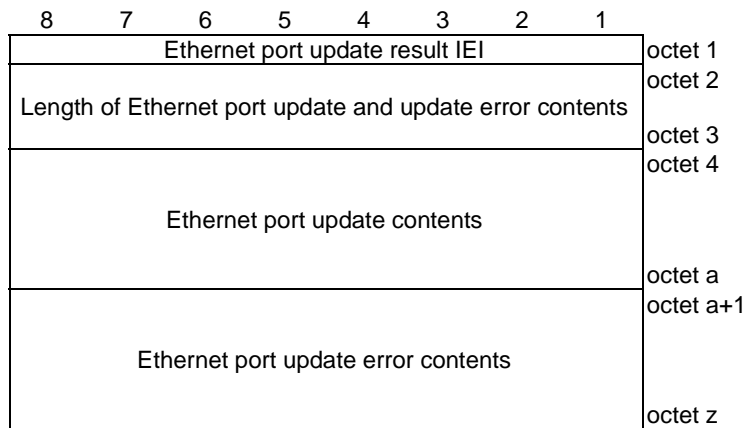 8 7 6 5 4 3 2 1
Ethernet port update result IEI octet 1
octet 2
Length of Ethernet port update and update error contents
octet 3
octet 4
Ethernet port update contents
octet a
octet a+1
Ethernet port update error contents
octet z